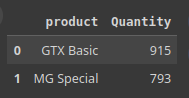 product Quantity
0 GTX Basic 915
1 MG Special 793